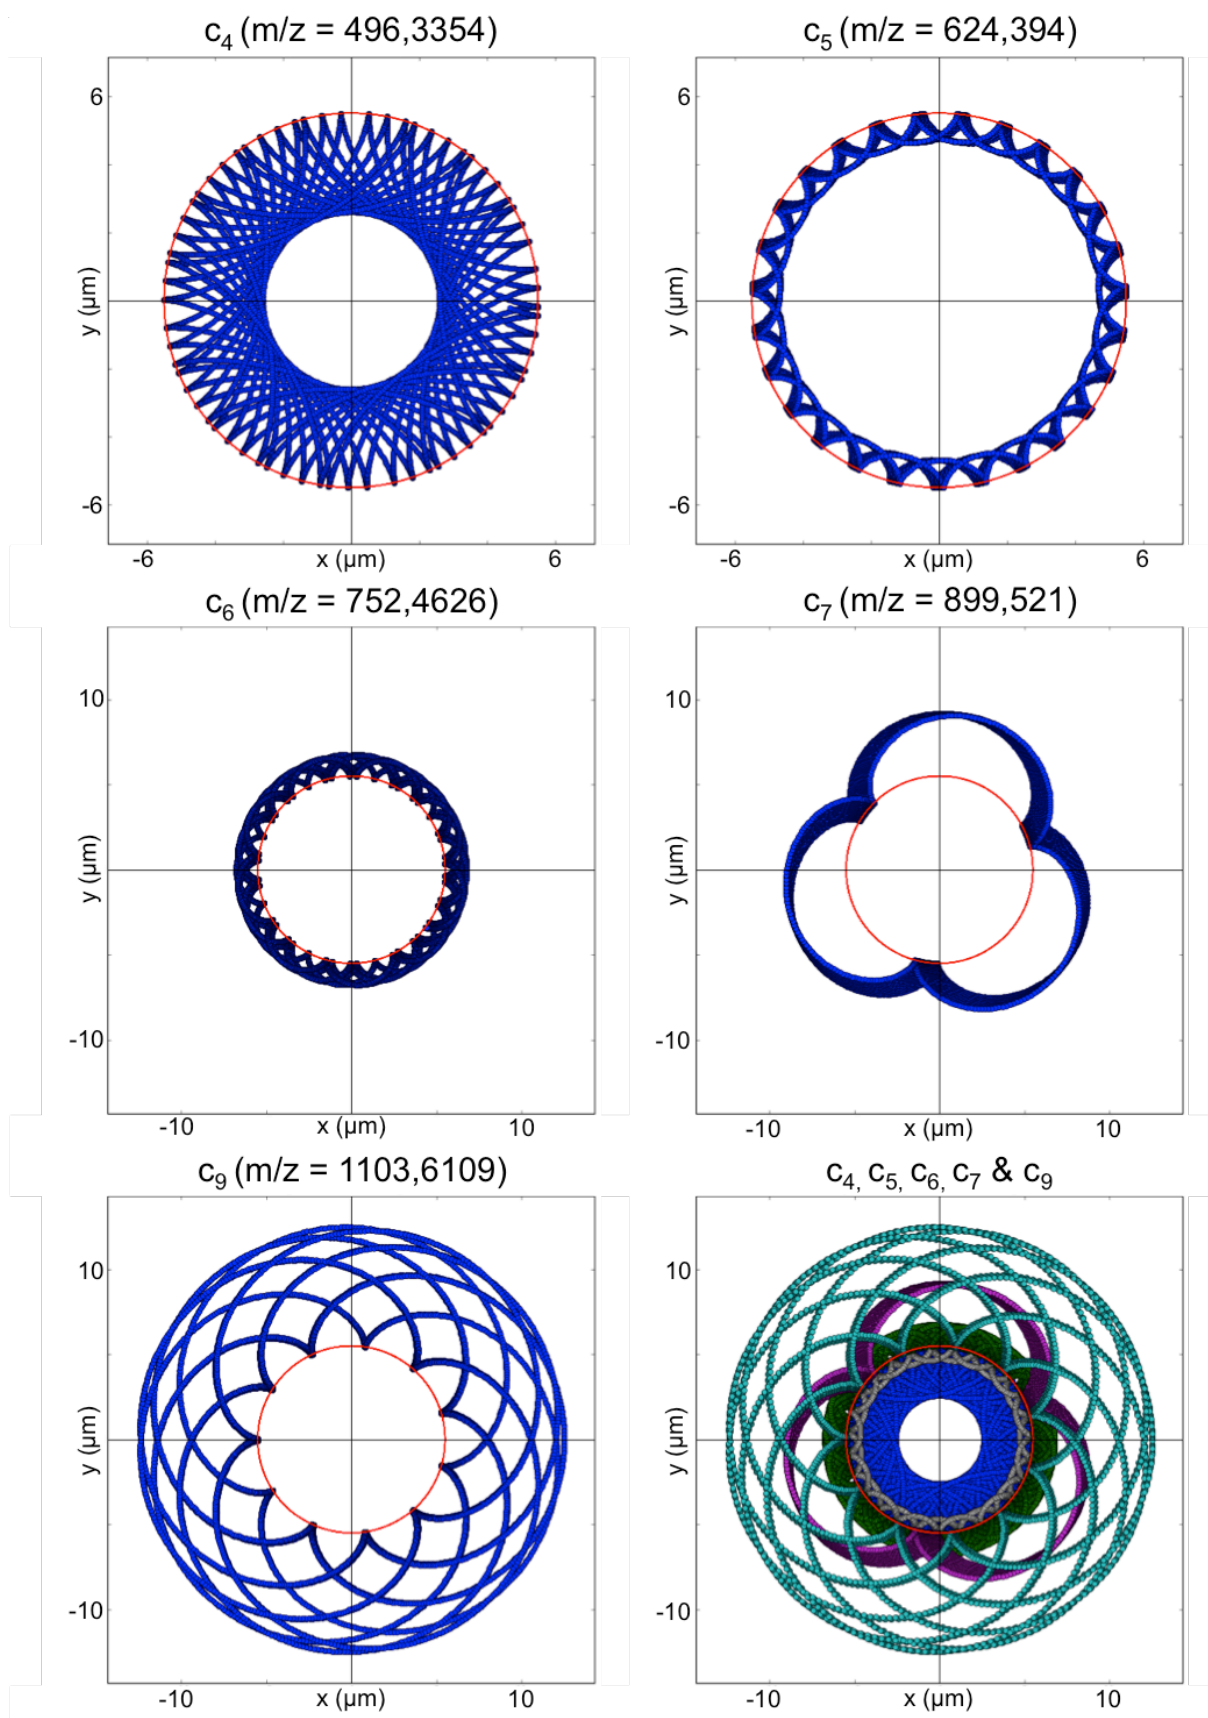 c4 (m/z = 496,3354)
6
y (µm)
-6
-6
x (µm)
6
c5 (m/z = 624,394)
6
y (µm)
-6
-6
x (µm)
6
c6 (m/z = 752,4626)
10
y (µm)
-10
-10
x (µm)
10
c7 (m/z = 899,521)
10
y (µm)
-10
-10
x (µm)
10
c9 (m/z = 1103,6109)
10
y (µm)
-10
-10
x (µm)
10
c4, c5, c6, c7 & c9
10
y (µm)
-10
-10
x (µm)
10